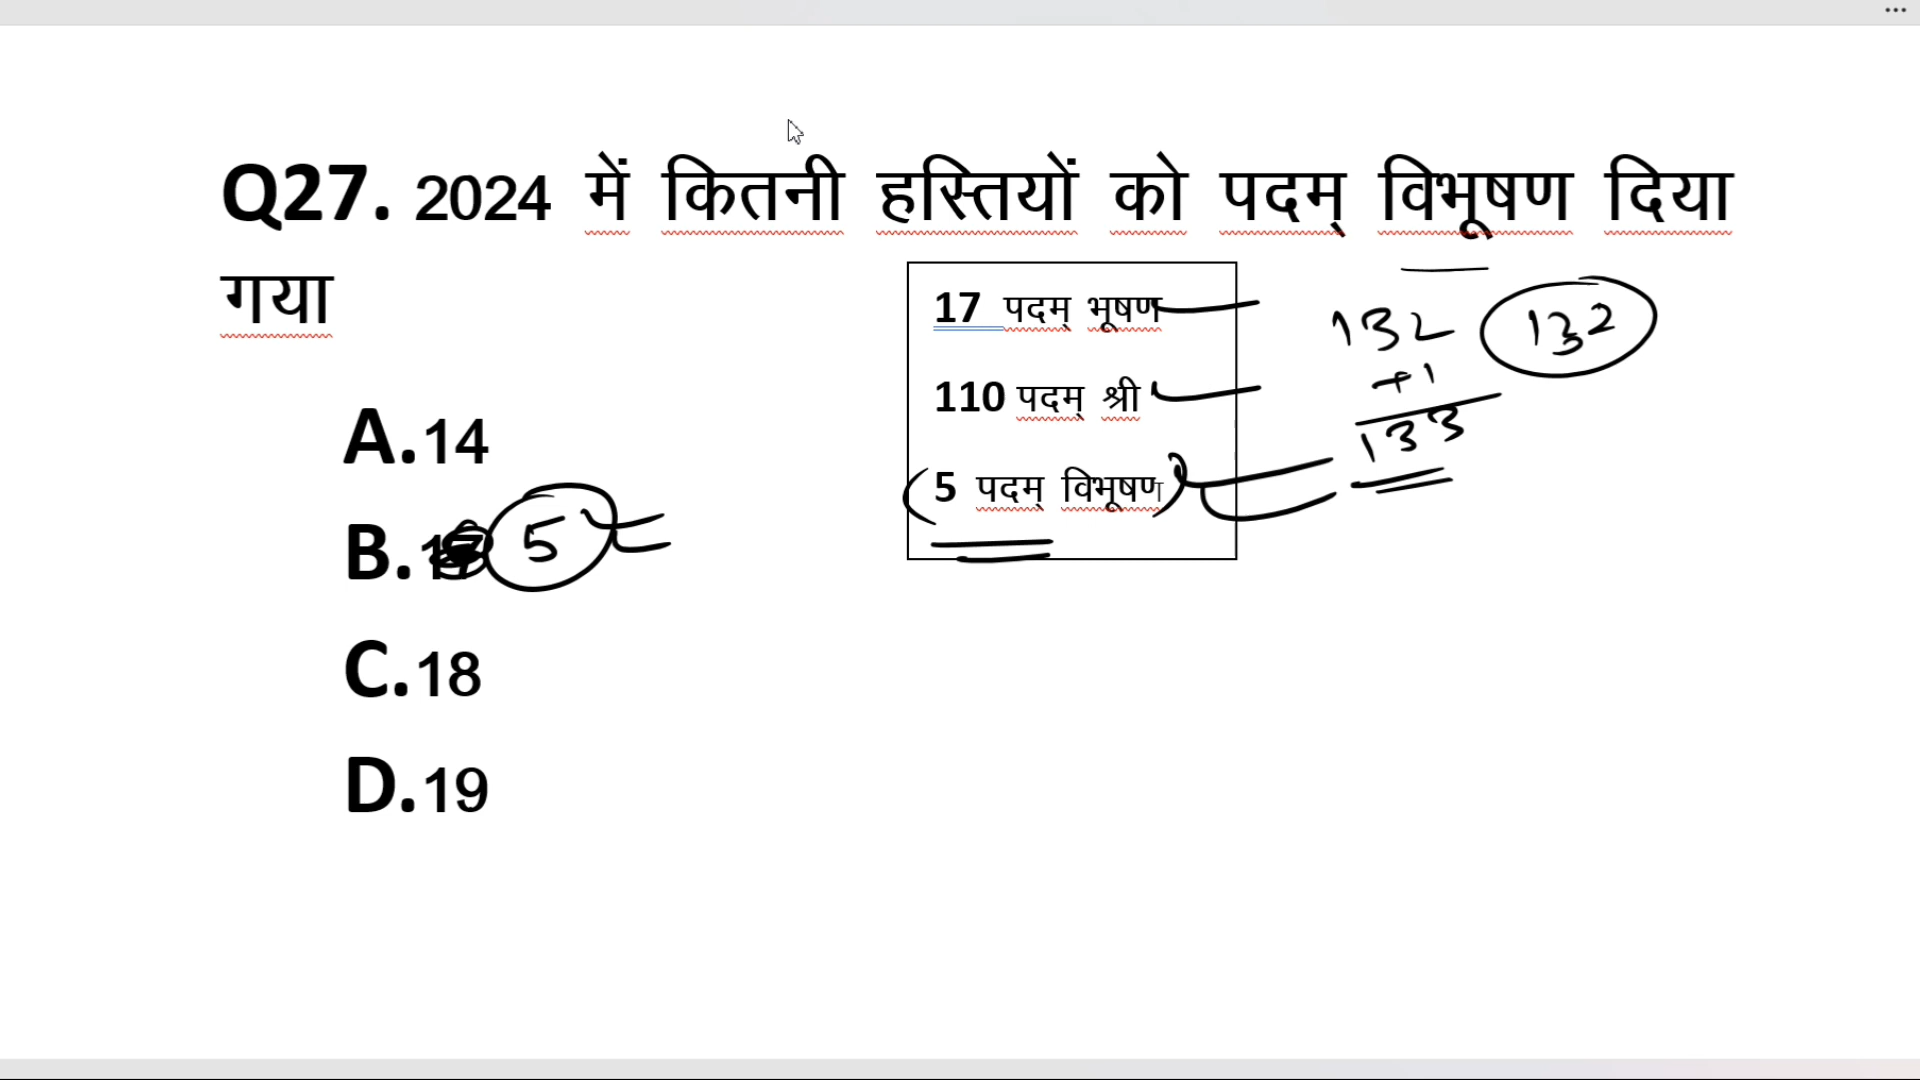 Q27. 2024 में कितनी हस्तियों को पदम् विभूषण दिया
गया
17 पदम् भूषण
110 पदम् श्री
(5 पदम् विभूषण)
132
+1
133
132
A.14
B. 17 5
C.18
D.19